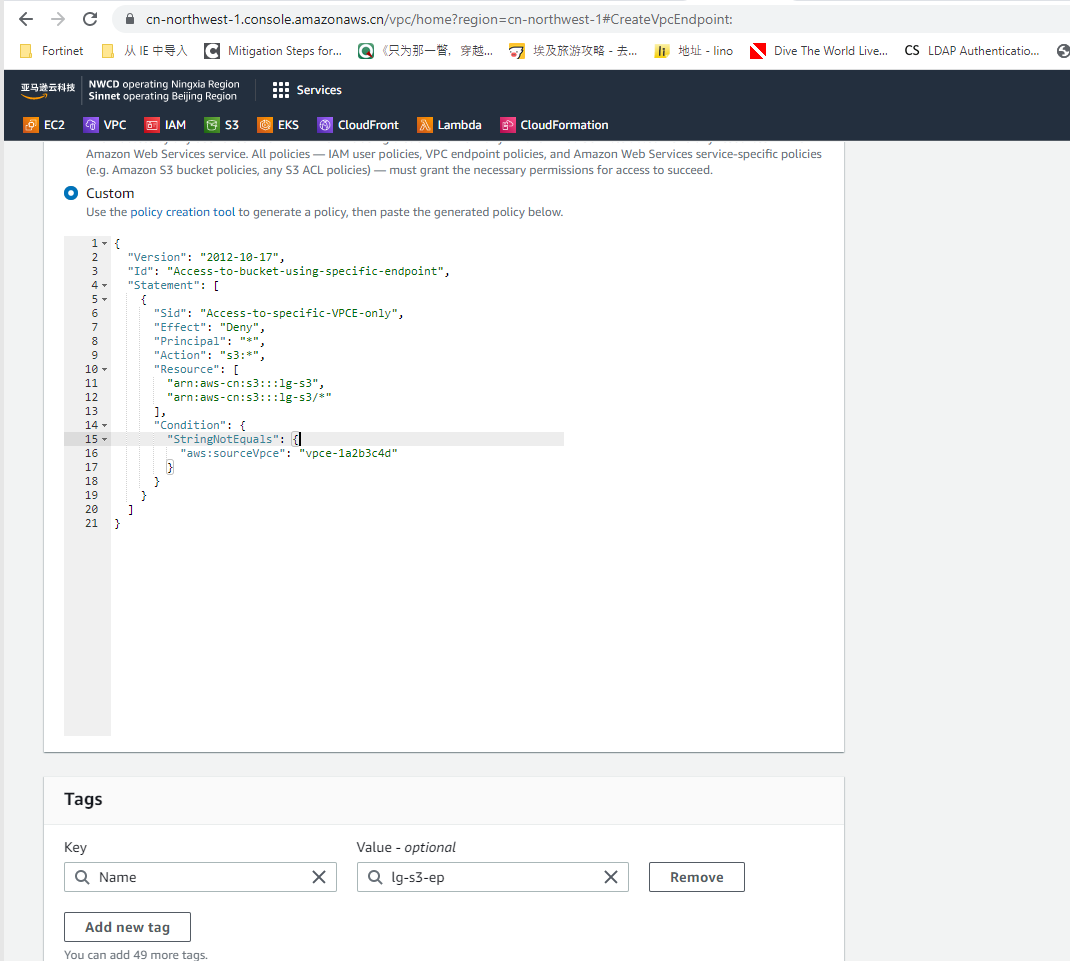 cn-northwest-1.console.amazonaws.cn/vpc/home?region=cn-northwest-1#CreateVpcEndpoint:
Fortinet 从 IE 中导入 Mitigation Steps for... 《只为那一瞥，穿越... 埃及旅游攻略 - 去... 地址 - lino Dive The World Live... CS LDAP Authenticatio...
亚马逊云科技 NWCD operating Ningxia Region
Sinnet operating Beijing Region
Services
EC2 VPC IAM S3 EKS CloudFront Lambda CloudFormation
Amazon Web Services service. All policies — IAM user policies, VPC endpoint policies, and Amazon Web Services service-specific policies
(e.g. Amazon S3 bucket policies, any S3 ACL policies) — must grant the necessary permissions for access to succeed.
Custom
Use the policy creation tool to generate a policy, then paste the generated policy below.
1 {
2 "Version": "2012-10-17",
3 "Id": "Access-to-bucket-using-specific-endpoint",
4 "Statement": [
5 {
6 "Sid": "Access-to-specific-VPCE-only",
7 "Effect": "Deny",
8 "Principal": "*",
9 "Action": "s3:*",
10 "Resource": [
11 "arn:aws-cn:s3:::lg-s3",
12 "arn:aws-cn:s3:::lg-s3/*"
13 ],
14 "Condition": {
15 "StringNotEquals": {
16 "aws:sourceVpce": "vpce-1a2b3c4d"
17 }
18 }
19 }
20 ]
21 }
Tags
Key Value - optional
Name lg-s3-ep Remove
Add new tag
You can add 49 more tags.